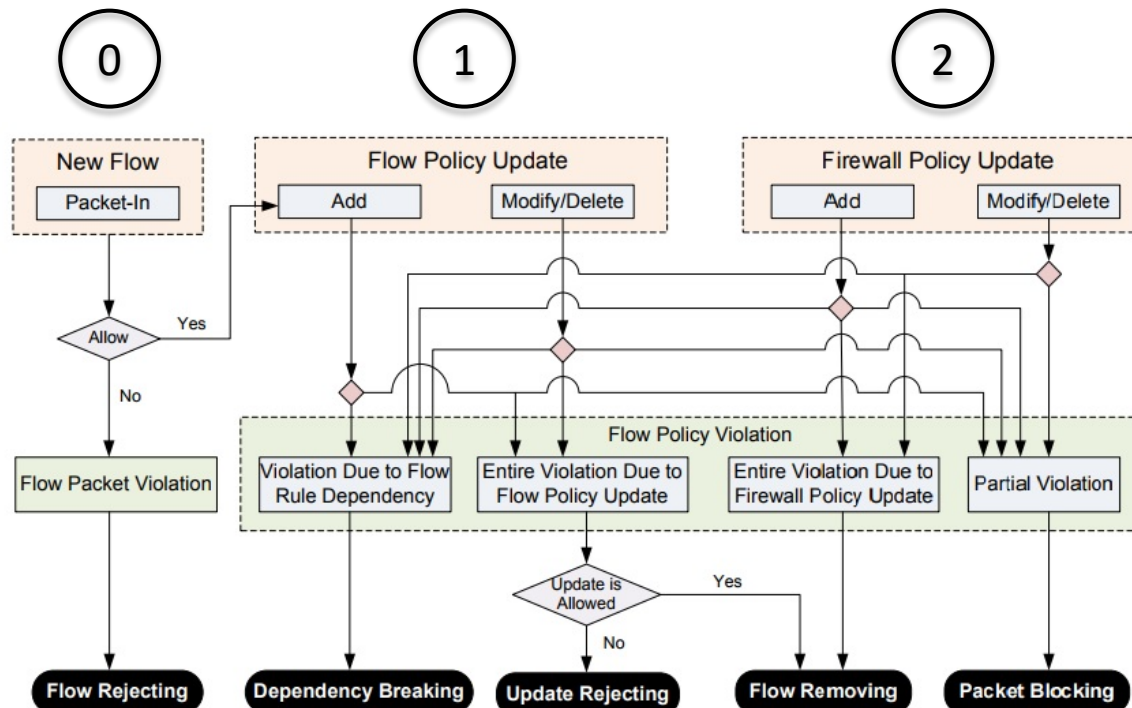 0
1
2
New Flow
Packet-In
Flow Policy Update
Add
Modify/Delete
Firewall Policy Update
Add
Modify/Delete
Allow
Yes
No
Flow Policy Violation
Flow Packet Violation
Violation Due to Flow
Rule Dependency
Entire Violation Due to
Flow Policy Update
Entire Violation Due to
Firewall Policy Update
Partial Violation
Update is
Allowed
Yes
No
Flow Rejecting
Dependency Breaking
Update Rejecting
Flow Removing
Packet Blocking